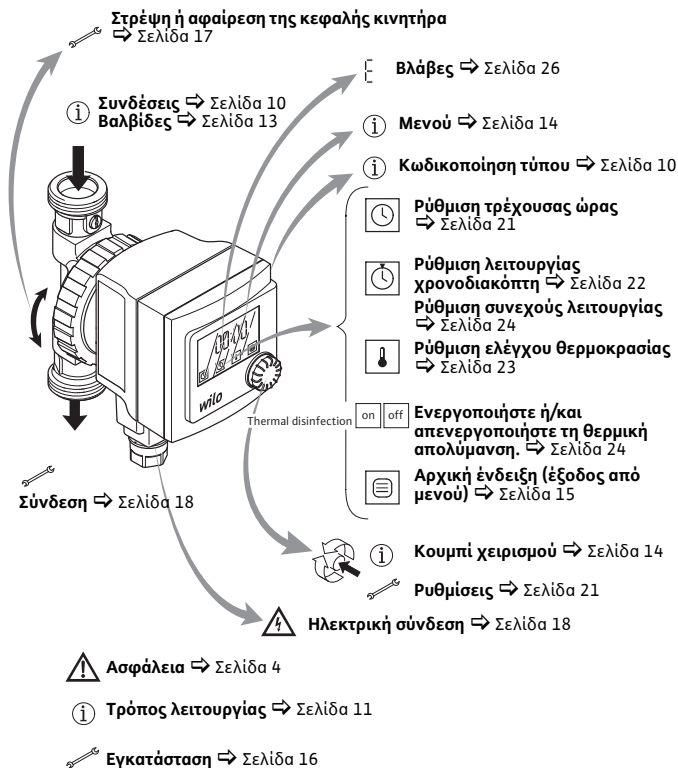 Στρέψη ή αφαίρεση της κεφαλής κινητήρα
⇨ Σελίδα 17
Συνδέσεις ⇨ Σελίδα 10
Βαλβίδες ⇨ Σελίδα 13
Βλάβες ⇨ Σελίδα 26
Μενού ⇨ Σελίδα 14
Κωδικοποίηση τύπου ⇨ Σελίδα 10
Ρύθμιση τρέχουσας ώρας
⇨ Σελίδα 21
Ρύθμιση λειτουργίας
χρονοδιακόπτη ⇨ Σελίδα 22
Ρύθμιση συνεχούς λειτουργίας
⇨ Σελίδα 24
Ρύθμιση ελέγχου θερμοκρασίας
⇨ Σελίδα 23
wilo
Thermal disinfection on off Ενεργοποιήστε ή/και
απενεργοποιήστε τη θερμική
απολύμανση. ⇨ Σελίδα 24
Αρχική ένδειξη (έξοδος από
μενού) ⇨ Σελίδα 15
Σύνδεση ⇨ Σελίδα 18
Κουμπί χειρισμού ⇨ Σελίδα 14
Ρυθμίσεις ⇨ Σελίδα 21
Ηλεκτρική σύνδεση ⇨ Σελίδα 18
Ασφάλεια ⇨ Σελίδα 4
Τρόπος λειτουργίας ⇨ Σελίδα 11
Εγκατάσταση ⇨ Σελίδα 16